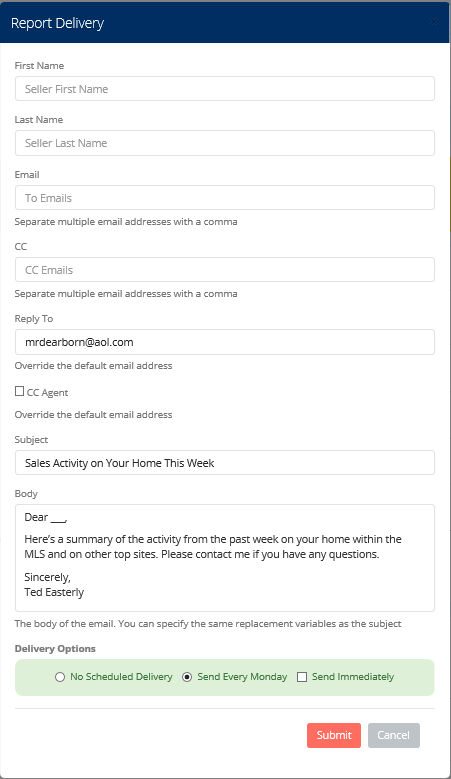 Report Delivery
First Name
Seller First Name
Last Name
Seller Last Name
Email
To Emails
Separate multiple email addresses with a comma
CC
CC Emails
Separate multiple email addresses with a comma
Reply To
mrdearborn@aol.com
Override the default email address
CC Agent
Override the default email address
Subject
Sales Activity on Your Home This Week
Body
Dear ___,
Here's a summary of the activity from the past week on your home within the
MLS and on other top sites. Please contact me if you have any questions.
Sincerely,
Ted Easterly
The body of the email. You can specify the same replacement variables as the subject
Delivery Options
No Scheduled Delivery Send Every Monday Send Immediately
Submit Cancel